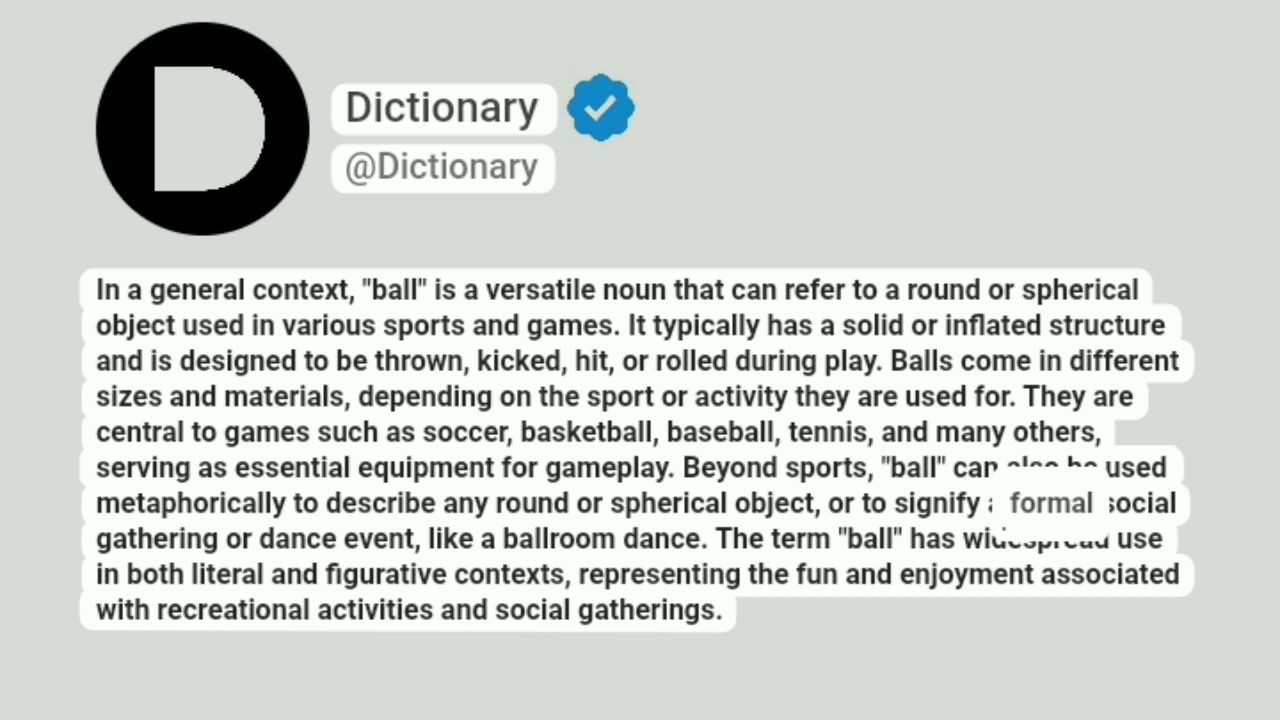 D
Dictionary
@Dictionary
In a general context, "ball" is a versatile noun that can refer to a round or spherical
object used in various sports and games. It typically has a solid or inflated structure
and is designed to be thrown, kicked, hit, or rolled during play. Balls come in different
sizes and materials, depending on the sport or activity they are used for. They are
central to games such as soccer, basketball, baseball, tennis, and many others,
serving as essential equipment for gameplay. Beyond sports, "ball" can also be used
metaphorically to describe any round or spherical object, or to signify a formal social
gathering or dance event, like a ballroom dance. The term "ball" has widespread use
in both literal and figurative contexts, representing the fun and enjoyment associated
with recreational activities and social gatherings.